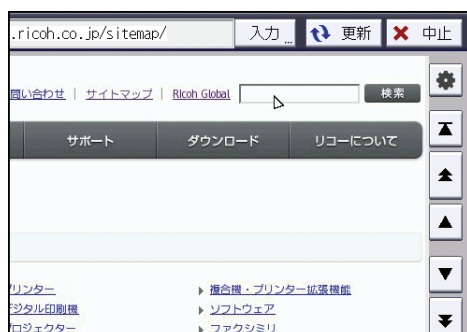 .ricoh.co.jp/sitemap/ 入力 更新 中止
問い合わせ | サイトマップ | Ricoh Global 検索
サポート ダウンロード リコーについて
プリンター 複合機・プリンター拡張機能
デジタル印刷機 ソフトウェア
プロジェクター ファクシミリ